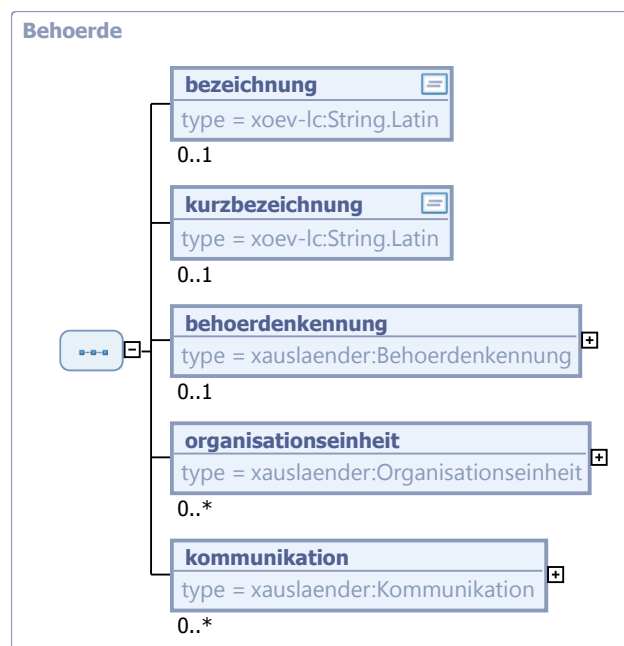 Behoerde
bezeichnung
type = xoev-lc:String.Latin
0..1
kurzbezeichnung
type = xoev-lc:String.Latin
0..1
behoerdenkennung
type = xauslaender:Behoerdenkennung
0..1
organisationseinheit
type = xauslaender:Organisationseinheit
0..*
kommunikation
type = xauslaender:Kommunikation
0..*